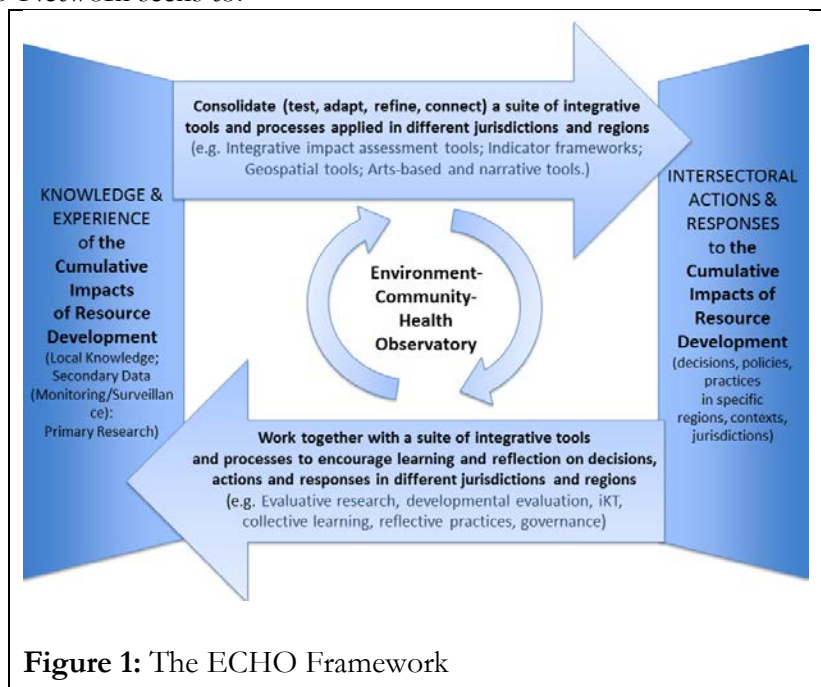 Network seeks to:
Consolidate (test, adapt, refine, connect) a suite of integrative
tools and processes applied in different jurisdictions and regions
(e.g. Integrative impact assessment tools; Indicator frameworks;
Geospatial tools; Arts-based and narrative tools.)
KNOWLEDGE &
EXPERIENCE
of the
Cumulative
Impacts
of Resource
Development
(Local Knowledge;
Secondary Data
(Monitoring/Surveillan
ce):
Primary Research)
Environment-
Community-
Health
Observatory
INTERSECTORAL
ACTIONS &
RESPONSES
to the
Cumulative
Impacts of
Resource
Development
(decisions, policies,
practices
in specific
regions, contexts,
jurisdictions)
Work together with a suite of integrative tools
and processes to encourage learning and reflection on decisions,
actions and responses in different jurisdictions and regions
(e.g. Evaluative research, developmental evaluation, iKT,
collective learning, reflective practices, governance)
Figure 1: The ECHO Framework